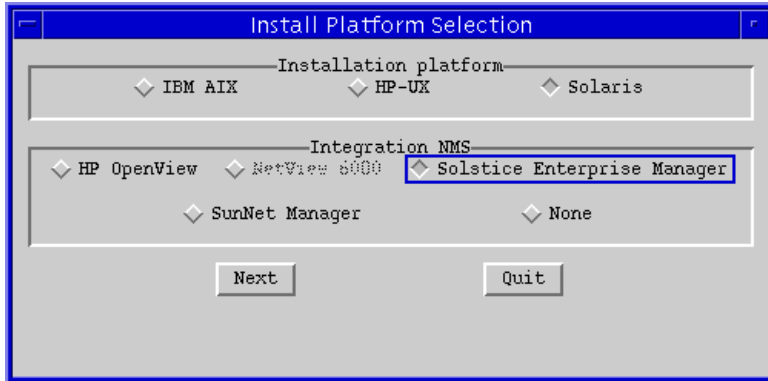 Install Platform Selection
Installation platform
IBM AIX HP-UX Solaris
Integration NMS
HP OpenView NetView 6000 Solstice Enterprise Manager
SunNet Manager None
Next Quit